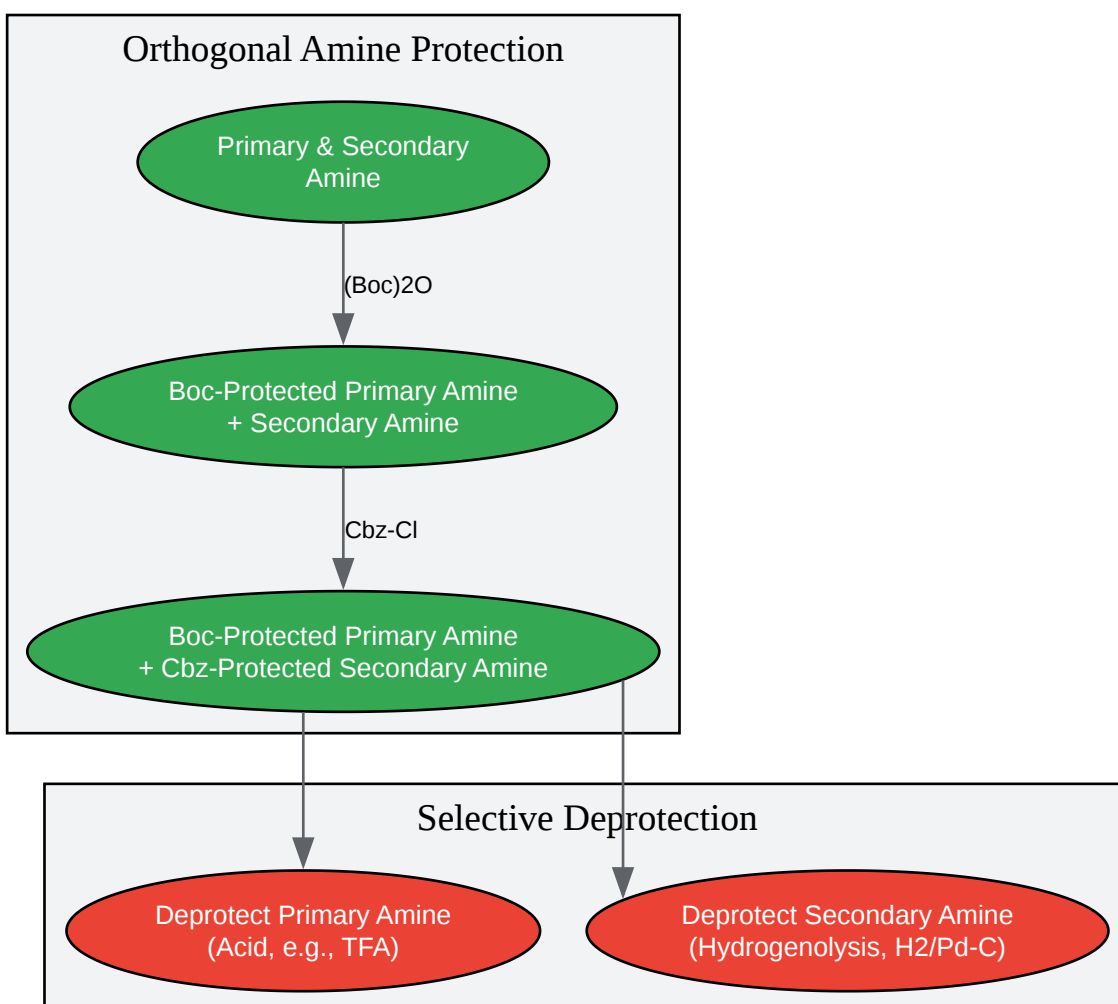 Orthogonal Amine Protection
Primary & Secondary
Amine
(Boc)2O
Boc-Protected Primary Amine
+ Secondary Amine
Cbz-Cl
Boc-Protected Primary Amine
+ Cbz-Protected Secondary Amine
Selective Deprotection
Deprotect Primary Amine
(Acid, e.g., TFA)
Deprotect Secondary Amine
(Hydrogenolysis, H2/Pd-C)